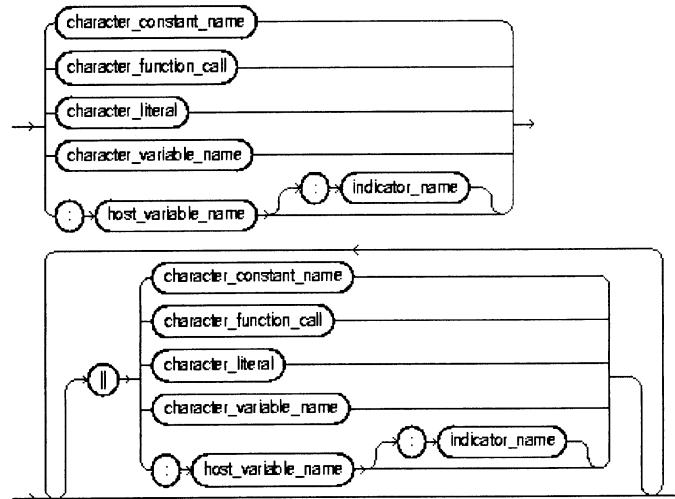 character_constant_name
character_function_call
character_literal
character_variable_name
: host_variable_name : indicator_name
character_constant_name
character_function_call
character_literal
|| character_variable_name
: host_variable_name : indicator_name